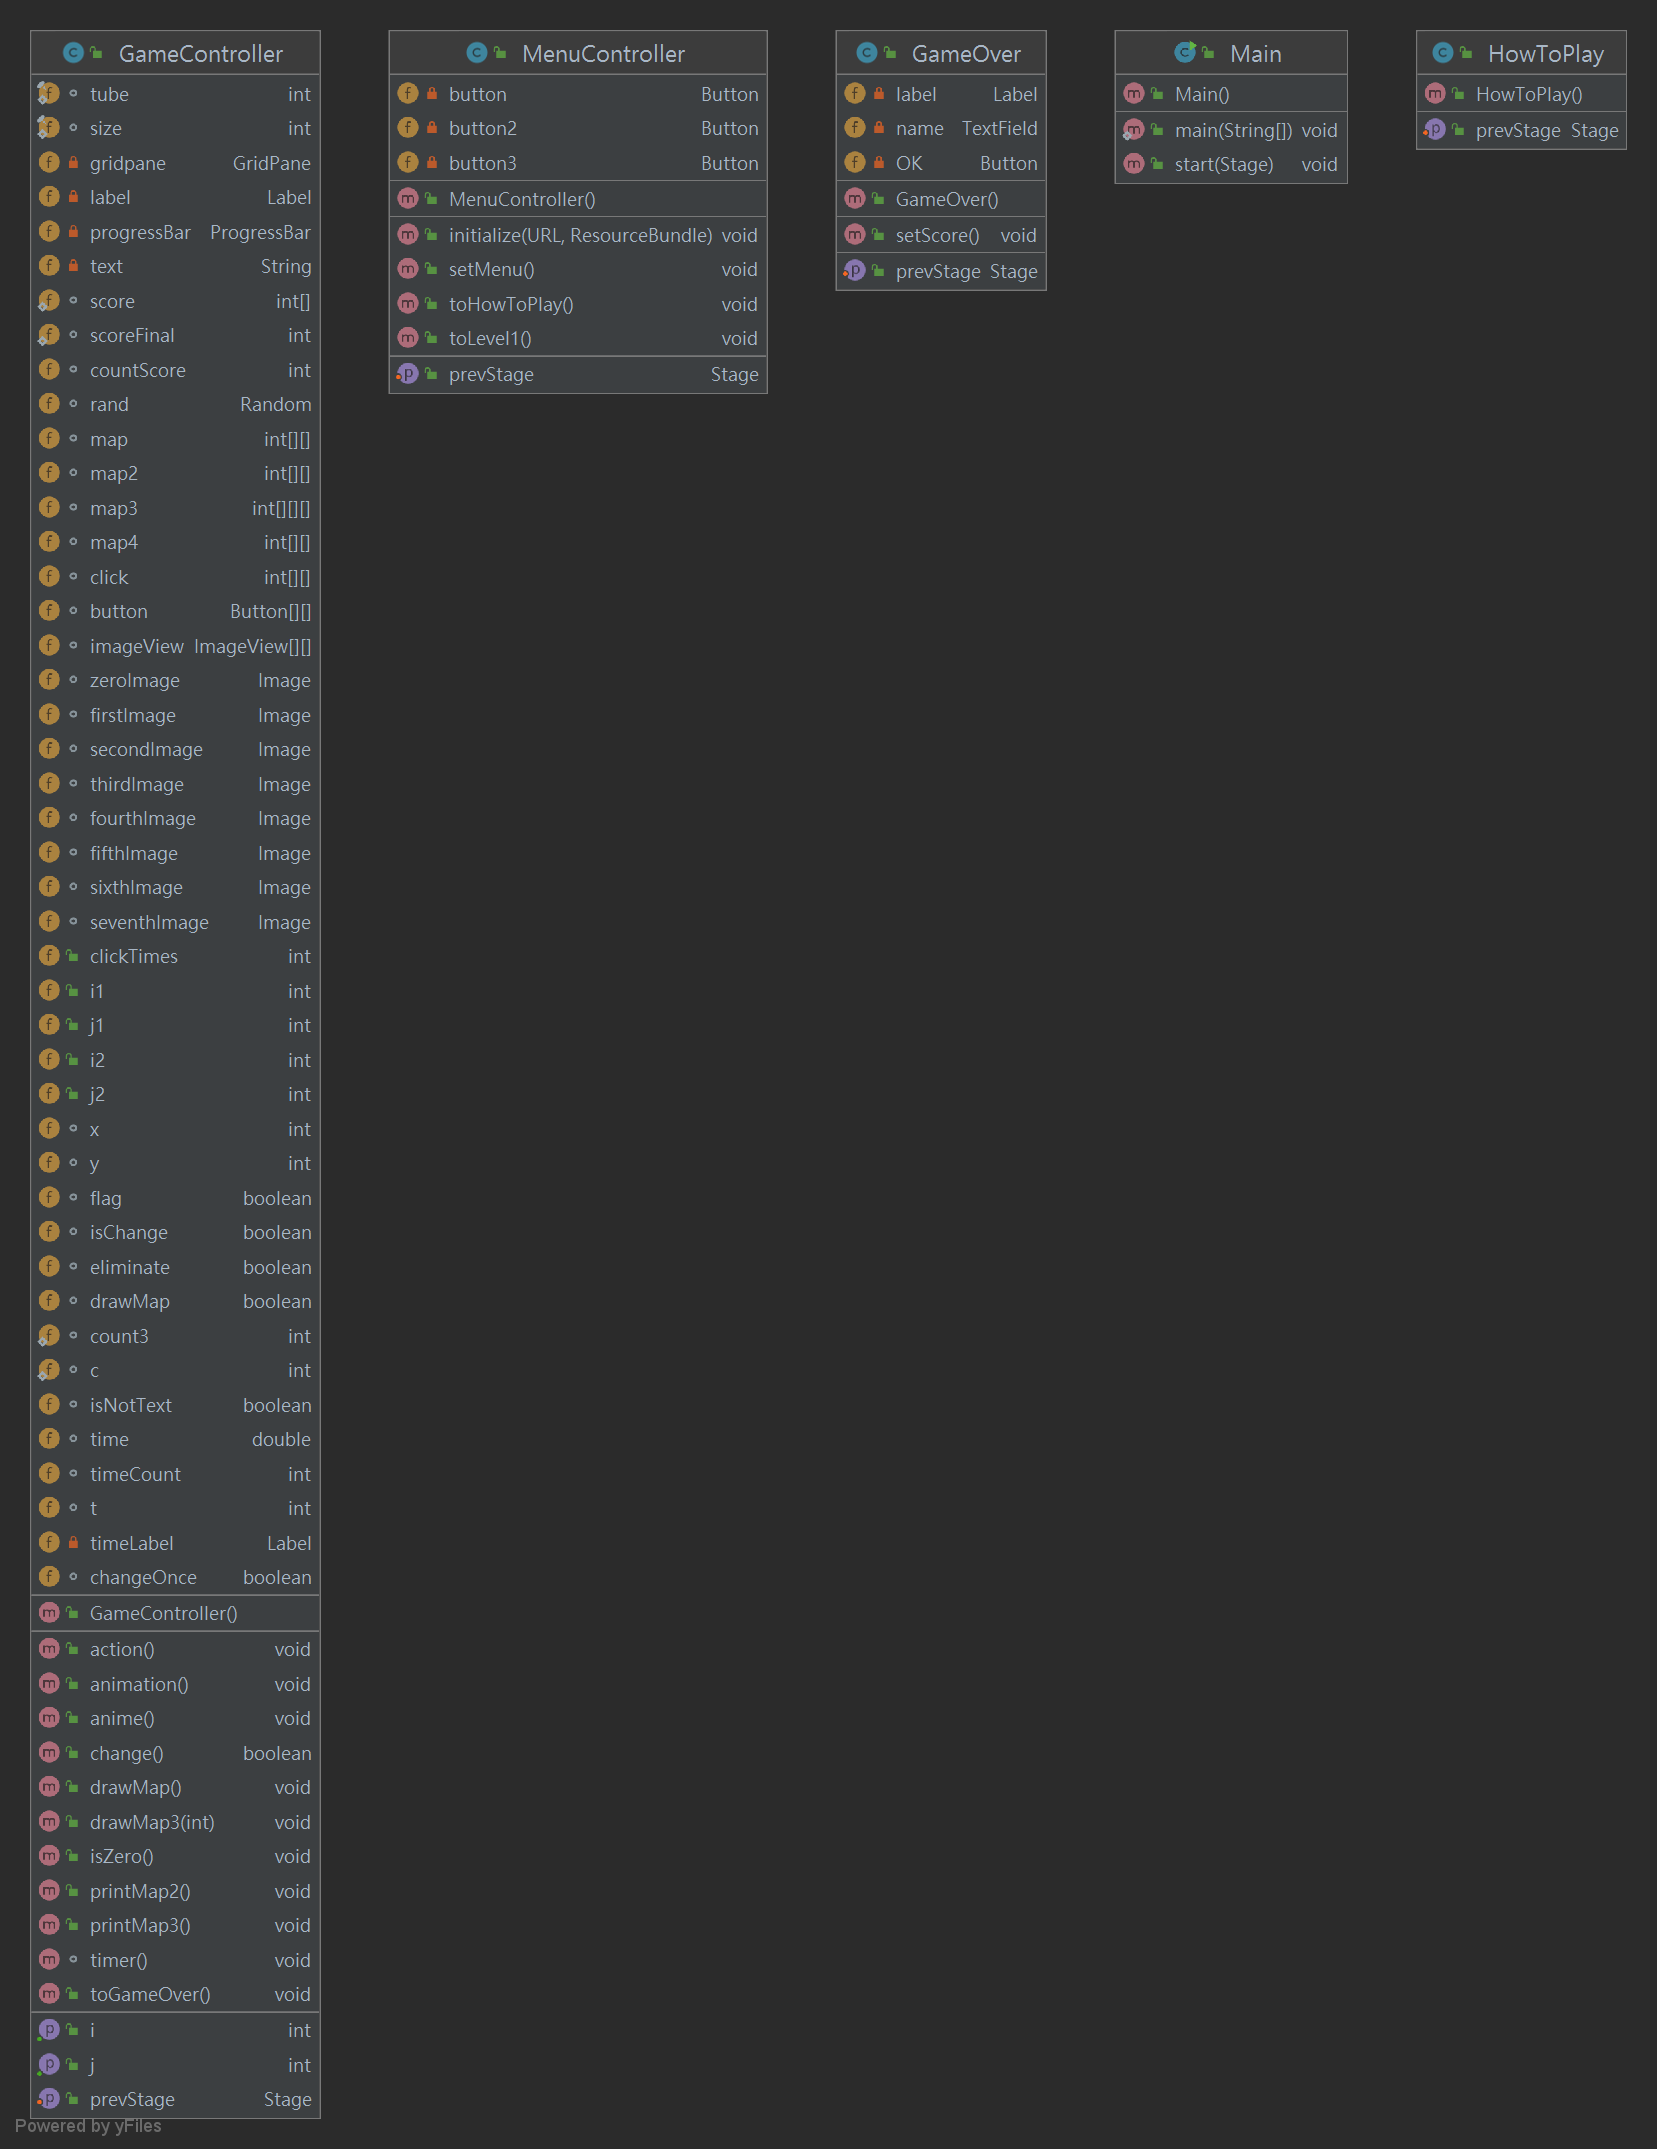 GameController
tube int
size int
gridpane GridPane
label Label
progressBar ProgressBar
text String
score int[]
scoreFinal int
countScore int
rand Random
map int[][]
map2 int[][]
map3 int[][][]
map4 int[][]
click int[][]
button Button[][]
imageView ImageView[][]
zeroImage Image
firstImage Image
secondImage Image
thirdImage Image
fourthImage Image
fifthImage Image
sixthImage Image
seventhImage Image
clickTimes int
i1 int
j1 int
i2 int
j2 int
x int
y int
flag boolean
isChange boolean
eliminate boolean
drawMap boolean
count3 int
c int
isNotText boolean
time double
timeCount int
t int
timeLabel Label
changeOnce boolean
GameController()
action() void
animation() void
anime() void
change() boolean
drawMap() void
drawMap3(int) void
isZero() void
printMap2() void
printMap3() void
timer() void
toGameOver() void
i int
j int
prevStage Stage
MenuController
button Button
button2 Button
button3 Button
MenuController()
initialize(URL, ResourceBundle) void
setMenu() void
toHowToPlay() void
toLevel1() void
prevStage Stage
GameOver
label Label
name TextField
OK Button
GameOver()
setScore() void
prevStage Stage
Main
Main()
main(String[]) void
start(Stage) void
HowToPlay
HowToPlay()
prevStage Stage
Powered by yFiles